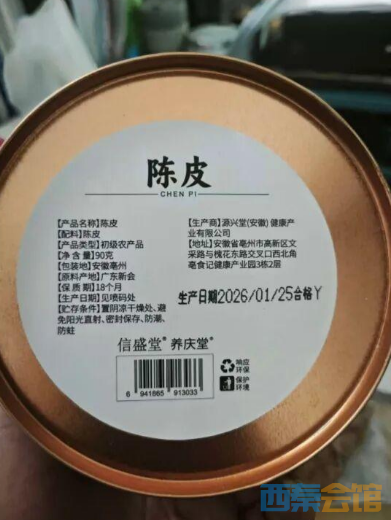 陈皮
CHEN PI
【产品名称】陈皮
【配料】陈皮
【产品类型】初级农产品
【净含量】90克
【包装地】安徽亳州
【原料产地】广东新会
【保质期】18个月
【生产日期】见喷码处
【贮存条件】置阴凉干燥处、避
免阳光直射、密封保存、防潮、
防蛀
【生产商】源兴堂(安徽)健康产
业有限公司
【地址】安徽省亳州市高新区文
采路与槐花东路交叉口西北角
亳食记健康产业园3栋2层
生产日期2026/01/25合格Y
信盛堂® 养庆堂®
响应
环保
保护
环境
6 941865 913033
西秦会馆